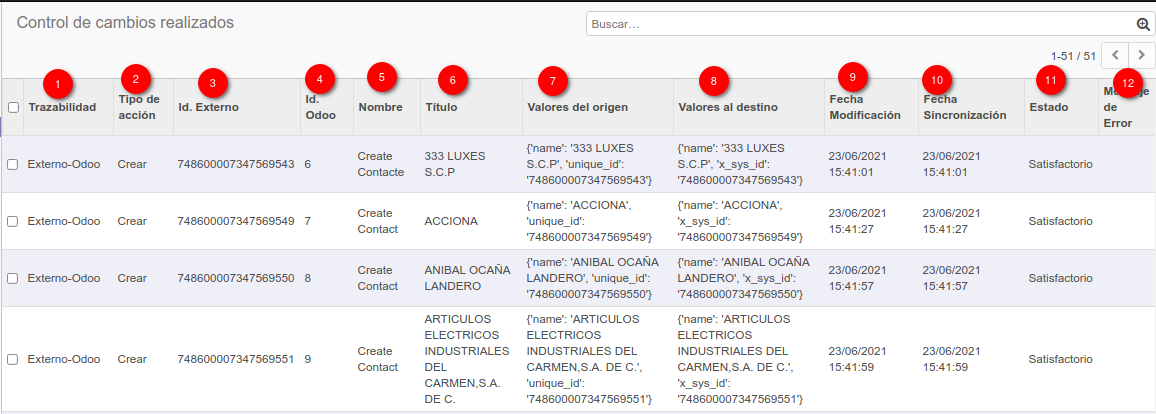 Control de cambios realizados
Buscar...
1-51 / 51
1 2 3 4 5 6 7 8 9 10 11 12
Trazabilidad
Tipo de
acción
Id. Externo
Id.
Odoo
Nombre
Título
Valores del origen
Valores al destino
Fecha
Modificación
Fecha
Sincronización
Estado
de
Error
Externo-Odoo
Crear
748600007347569543
6
Create
Contacte
333 LUXES
S.C.P
{'name': '333 LUXES
S.C.P', 'unique_id':
'748600007347569543'}
{'name': '333 LUXES
S.C.P', 'x_sys_id':
'748600007347569543'}
23/06/2021
15:41:01
23/06/2021
15:41:01
Satisfactorio
Externo-Odoo
Crear
748600007347569549
7
Create
Contact
ACCIONA
{'name': 'ACCIONA',
'unique_id':
'748600007347569549'}
{'name': 'ACCIONA',
'x_sys_id':
'748600007347569549'}
23/06/2021
15:41:27
23/06/2021
15:41:27
Satisfactorio
Externo-Odoo
Crear
748600007347569550
8
Create
Contact
ANIBAL OCAÑA
LANDERO
{'name': 'ANIBAL OCAÑA
LANDERO', 'unique_id':
'748600007347569550'}
{'name': 'ANIBAL OCAÑA
LANDERO', 'x_sys_id':
'748600007347569550'}
23/06/2021
15:41:57
23/06/2021
15:41:57
Satisfactorio
Externo-Odoo
Crear
748600007347569551
9
Create
Contact
ARTICULOS
ELECTRICOS
INDUSTRIALES
DEL
CARMEN,S.A.
DE C.
{'name': 'ARTICULOS
ELECTRICOS
INDUSTRIALES DEL
CARMEN,S.A. DE C.',
'unique_id':
'748600007347569551'}
{'name': 'ARTICULOS
ELECTRICOS
INDUSTRIALES DEL
CARMEN,S.A. DE C.',
'x_sys_id':
'748600007347569551'}
23/06/2021
15:41:59
23/06/2021
15:41:59
Satisfactorio